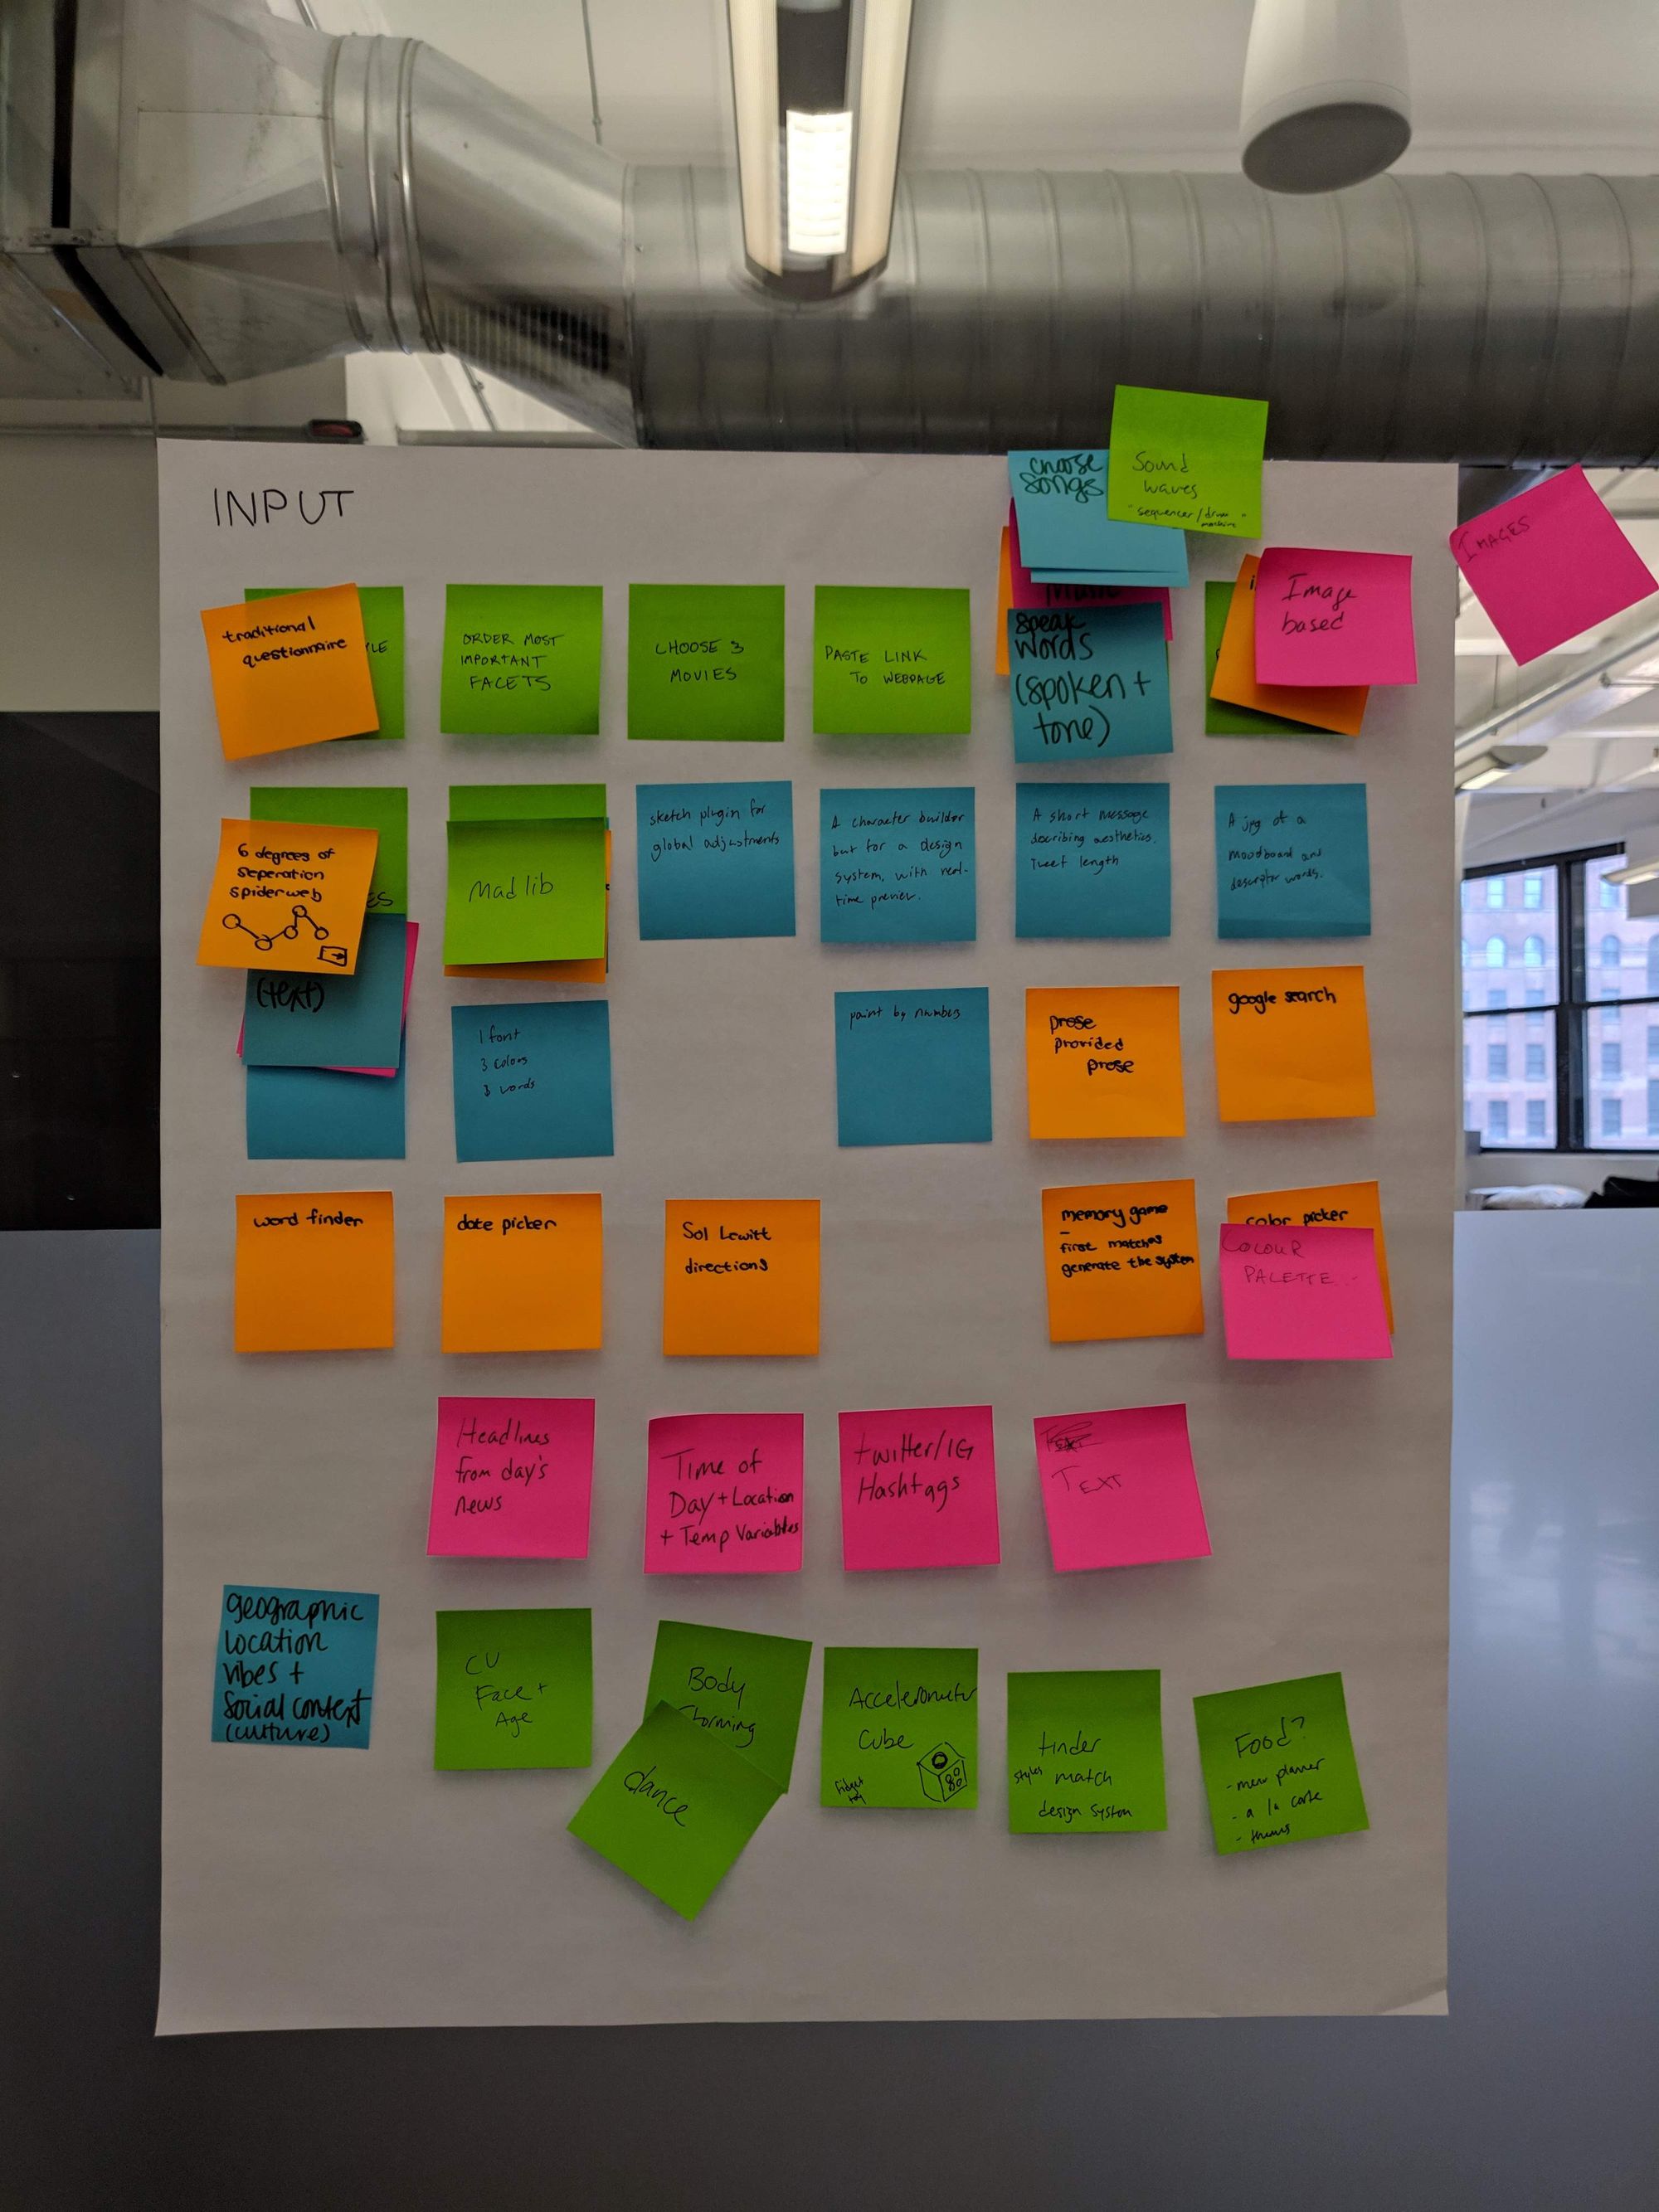 INPUT
choose
songs
Sound
waves
"sequencer/drum
machine"
IMAGES
traditional
questionnaire
YLE
ORDER MOST
IMPORTANT
FACETS
CHOOSE 3
MOVIES
PASTE LINK
TO WEBPAGE
Music
speak
words
(spoken +
tone)
Image
based
6 degrees of
seperation
spiderweb
ES
(text)
Mad lib
sketch plugin for
global adjustments
A character builder
but for a design
system, with real-
time preview.
A short message
describing aesthetics.
Tweet length
A jpg of a
moodboard and
descriptor words.
1 font
3 colors
3 words
paint by numbers
prose
provided
prose
google search
word finder
date picker
Sol Lewitt
directions
memory game
–
first matches
generate the system
color picker
COLOUR
PALETTE
Headlines
from day's
news
Time of
Day + Location
+ Temp Variables
twitter/IG
Hashtags
TEXT
geographic
location
vibes +
social context
(culture)
CV
Face +
Age
Body
Storming
dance
Accelerometer
Cube
fidget
toy
tinder
styles match
design system
Food?
- menu planner
- a la carte